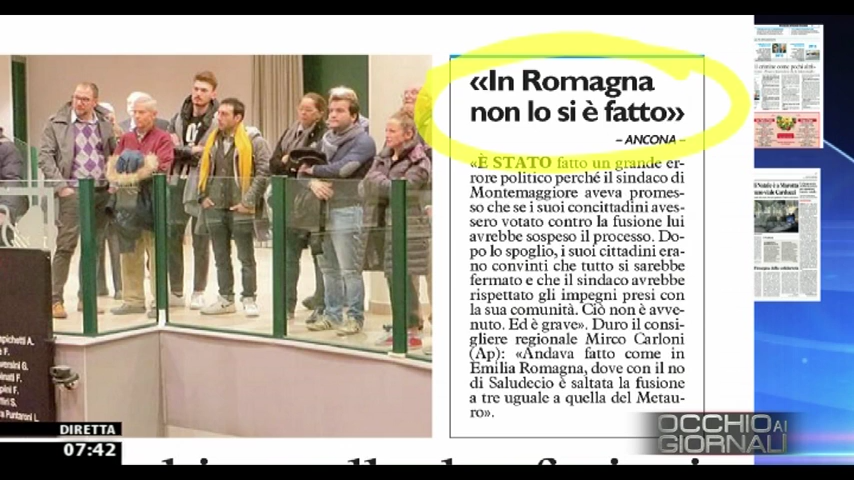 «In Romagna
non lo si è fatto»
– ANCONA –
«È STATO fatto un grande er-
rore politico perché il sindaco di
Montemaggiore aveva promes-
so che se i suoi concittadini aves-
sero votato contro la fusione lui
avrebbe sospeso il processo. Do-
po lo spoglio, i suoi cittadini era-
no convinti che tutto si sarebbe
fermato e che il sindaco avrebbe
rispettato gli impegni presi con
la sua comunità. Ciò non è avve-
nuto. Ed è grave». Duro il consi-
gliere regionale Mirco Carloni
(Ap): «Andava fatto come in
Emilia Romagna, dove con il no
di Saludecio è saltata la fusione
a tre uguale a quella del Metau-
ro».
OCCHIO AI
GIORNALI
DIRETTA
07:42